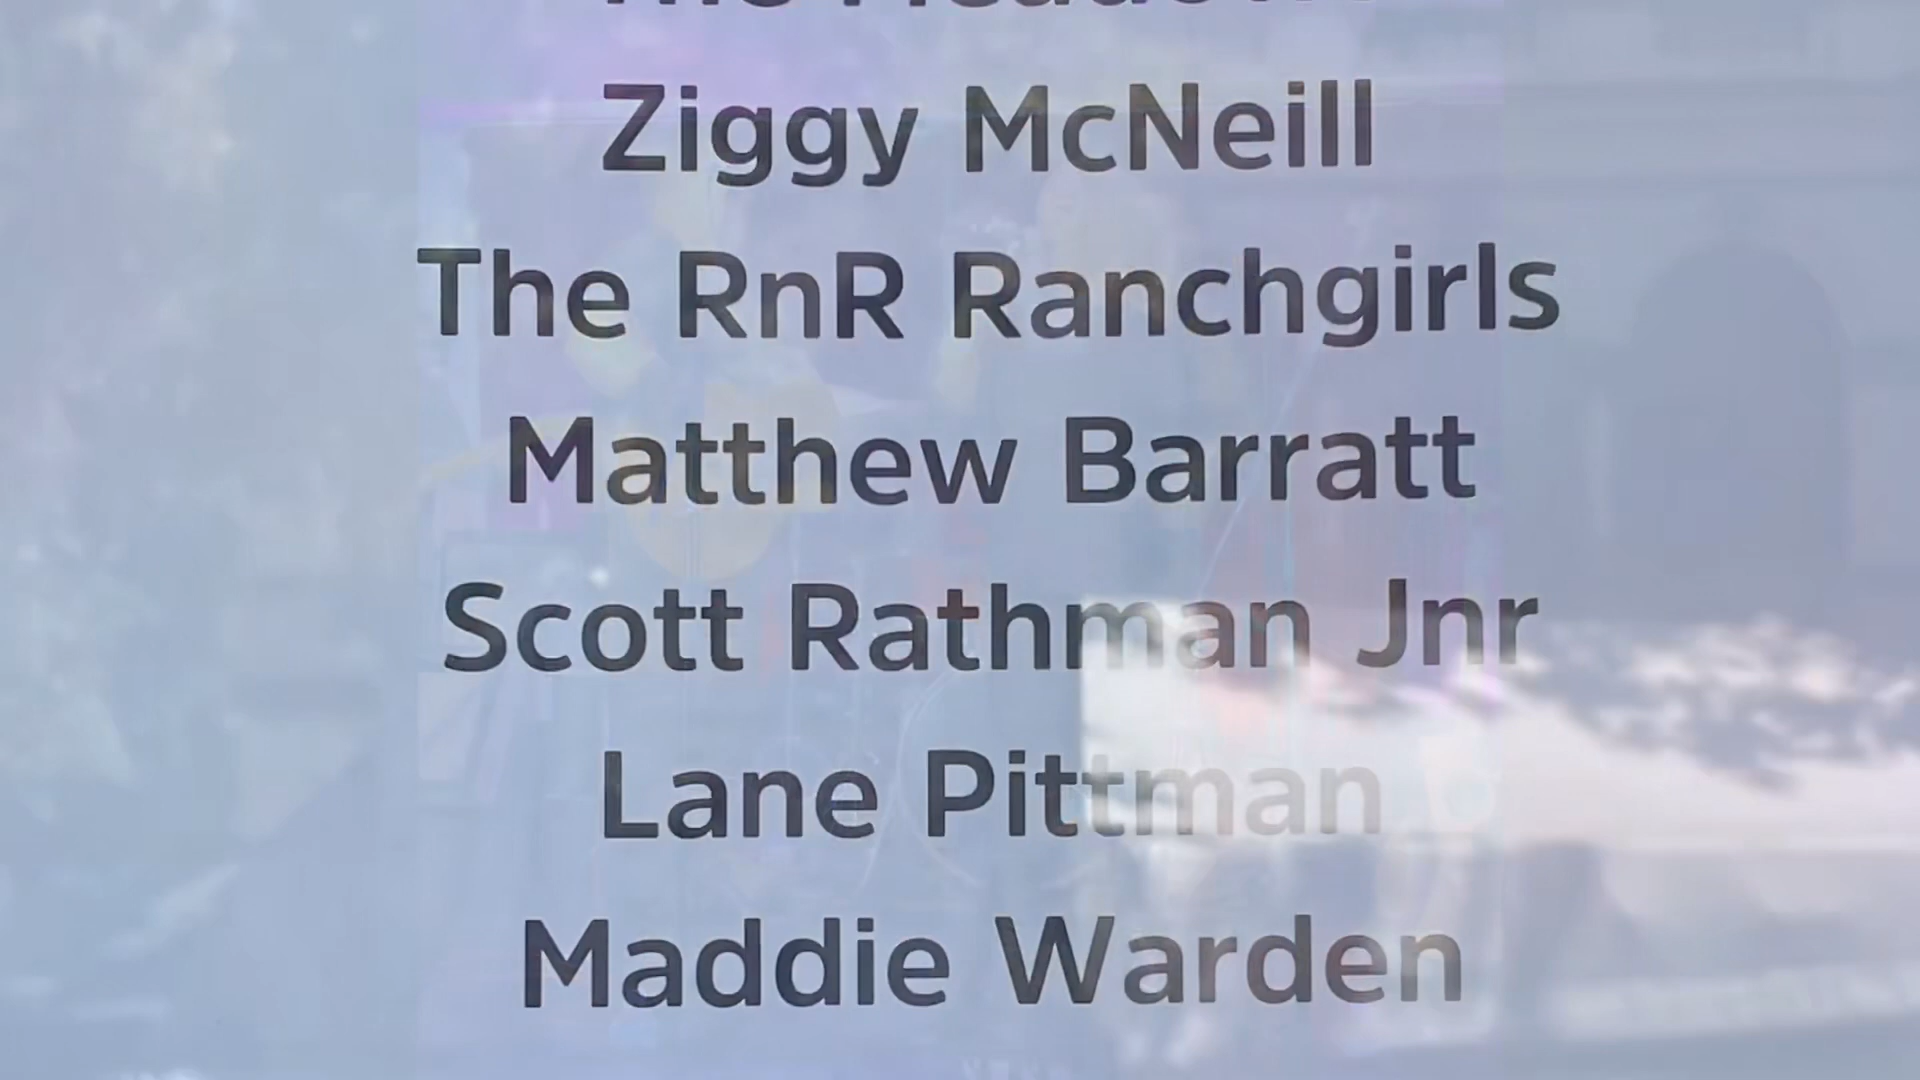 Ziggy McNeill
The RnR Ranchgirls
Matthew Barratt
Scott Rathman Jnr
Lane Pittman
Maddie Warden